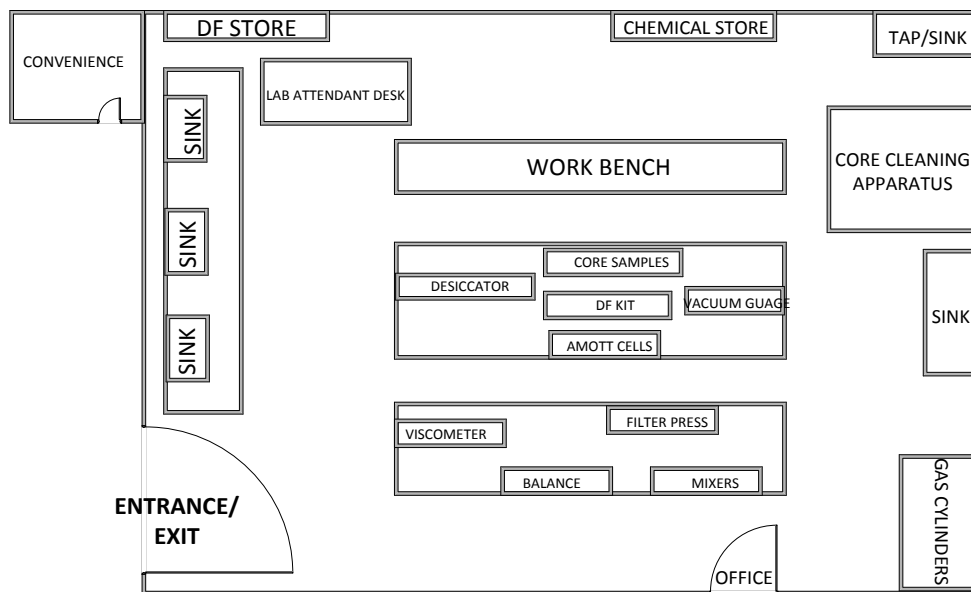 DF STORE
CHEMICAL STORE
TAP/SINK
CONVENIENCE
LAB ATTENDANT DESK
SINK
WORK BENCH
CORE CLEANING
APPARATUS
SINK
CORE SAMPLES
DESICCATOR
DF KIT
VACUUM GUAGE
SINK
AMOTT CELLS
SINK
VISCOMETER
FILTER PRESS
BALANCE
MIXERS
GAS CYLINDERS
ENTRANCE/
EXIT
OFFICE